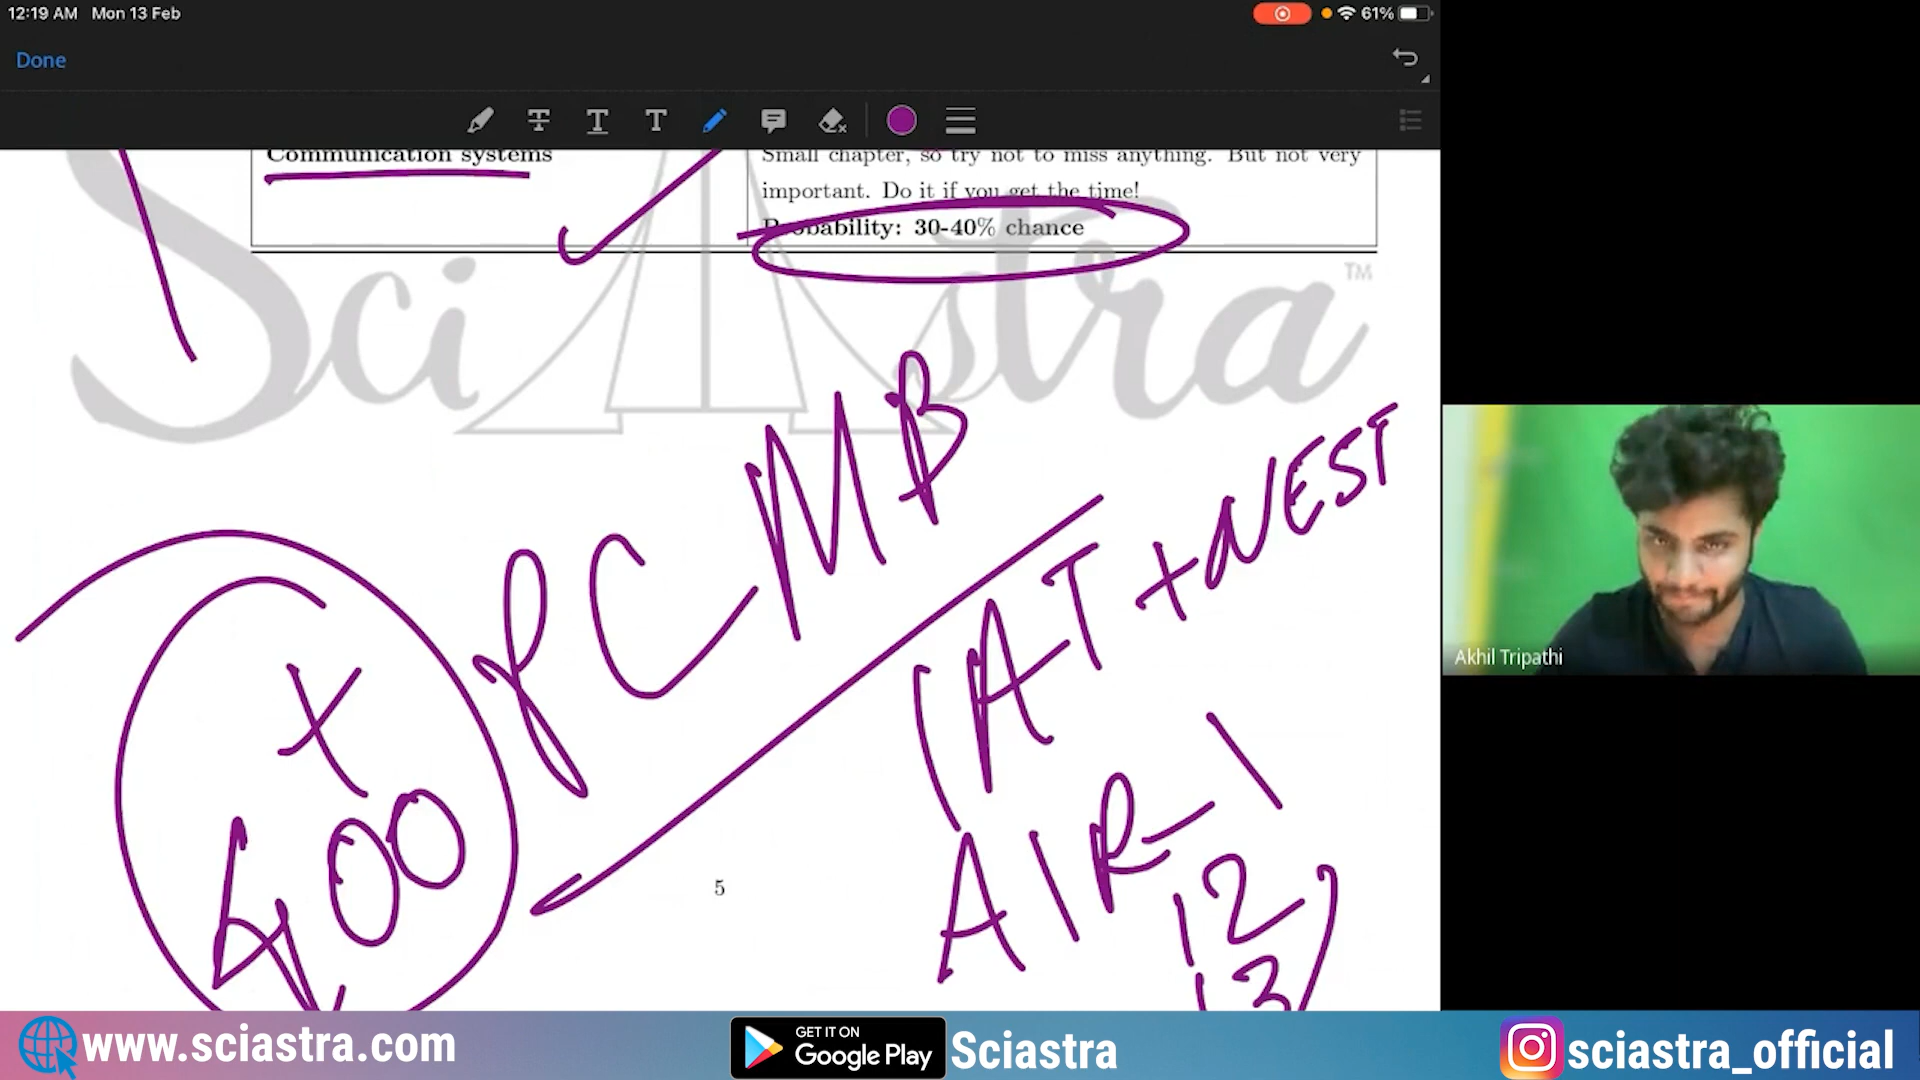 12:19 AM Mon 13 Feb
61%
Done
Communication systems
Small chapter, so try not to miss anything. But not very
important. Do it if you get the time!
Probability: 30-40% chance
SciAstra
TM
PCMB
IAT + NEST
+
400
AIR-1
12
13
5
Akhil Tripathi
www.sciastra.com
GET IT ON
Google Play
Sciastra
sciastra_official